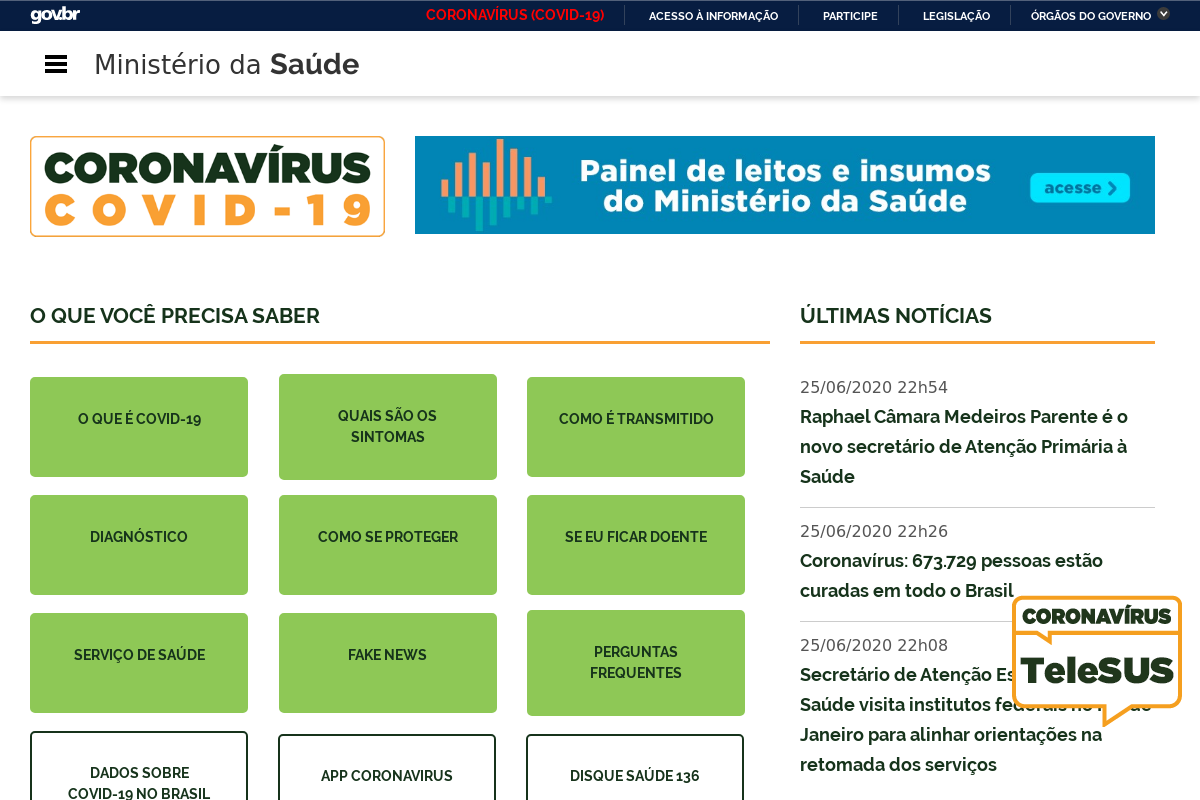 gov.br
CORONAVÍRUS (COVID-19)
ACESSO À INFORMAÇÃO
PARTICIPE
LEGISLAÇÃO
ÓRGÃOS DO GOVERNO
Ministério da Saúde
CORONAVÍRUS
COVID-19
Painel de leitos e insumos
do Ministério da Saúde
acesse
O QUE VOCÊ PRECISA SABER
O QUE É COVID-19
QUAIS SÃO OS
SINTOMAS
COMO É TRANSMITIDO
DIAGNÓSTICO
COMO SE PROTEGER
SE EU FICAR DOENTE
SERVIÇO DE SAÚDE
FAKE NEWS
PERGUNTAS
FREQUENTES
DADOS SOBRE
COVID-19 NO BRASIL
APP CORONAVIRUS
DISQUE SAÚDE 136
ÚLTIMAS NOTÍCIAS
25/06/2020 22h54
Raphael Câmara Medeiros Parente é o
novo secretário de Atenção Primária à
Saúde
25/06/2020 22h26
Coronavírus: 673.729 pessoas estão
curadas em todo o Brasil
25/06/2020 22h08
Secretário de Atenção
Saúde visita institutos federais no
Janeiro para alinhar orientações na
retomada dos serviços
CORONAVÍRUS
TeleSUS